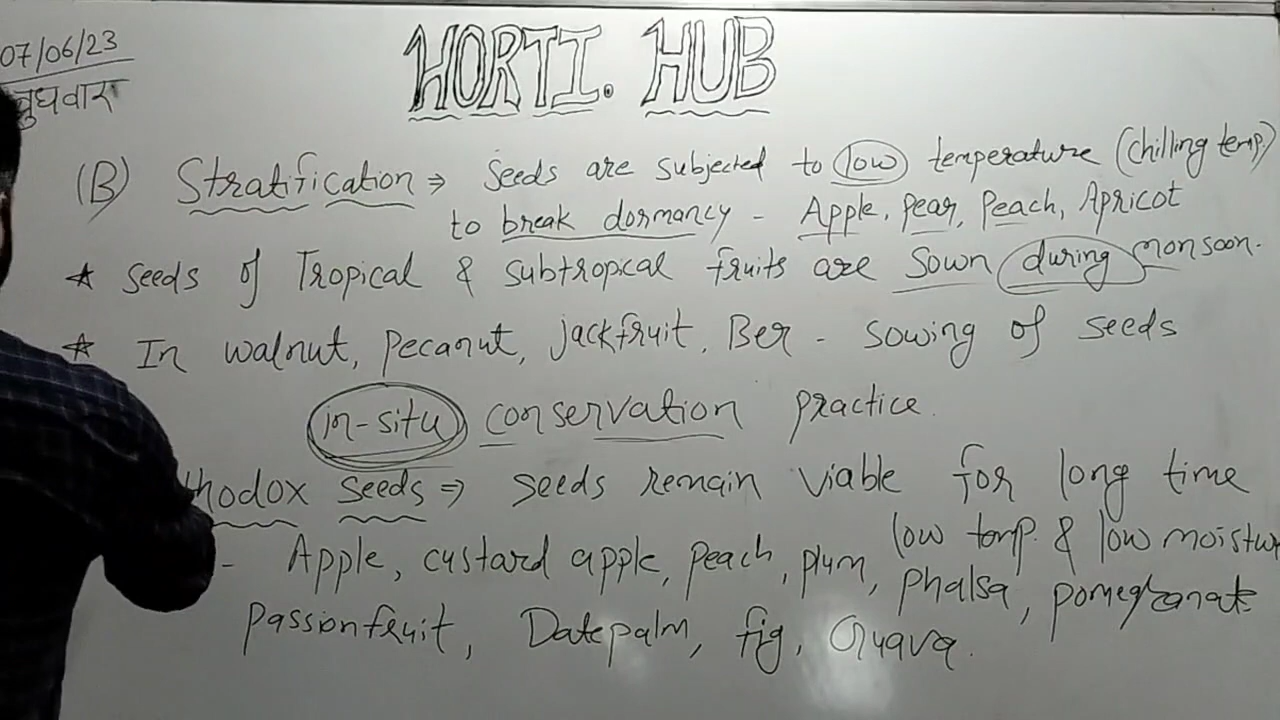 07/06/23
बुधवार
HORTI. HUB
(B) Stratification ⇒ Seeds are subjected to low temperature (Chilling temp)
to break dormancy - Apple, pear, Peach, Apricot
* Seeds of Tropical & subtropical fruits are Sown during monsoon.
* In walnut, pecanut, jackfruit, Ber - sowing of seeds
in-situ conservation practice.
thodox seeds ⇒ seeds remain viable for long time
low temp. & low moistu
- Apple, custard apple, peach, plum, phalsa, pomegranate
passionfruit, Datepalm, fig, Guava.